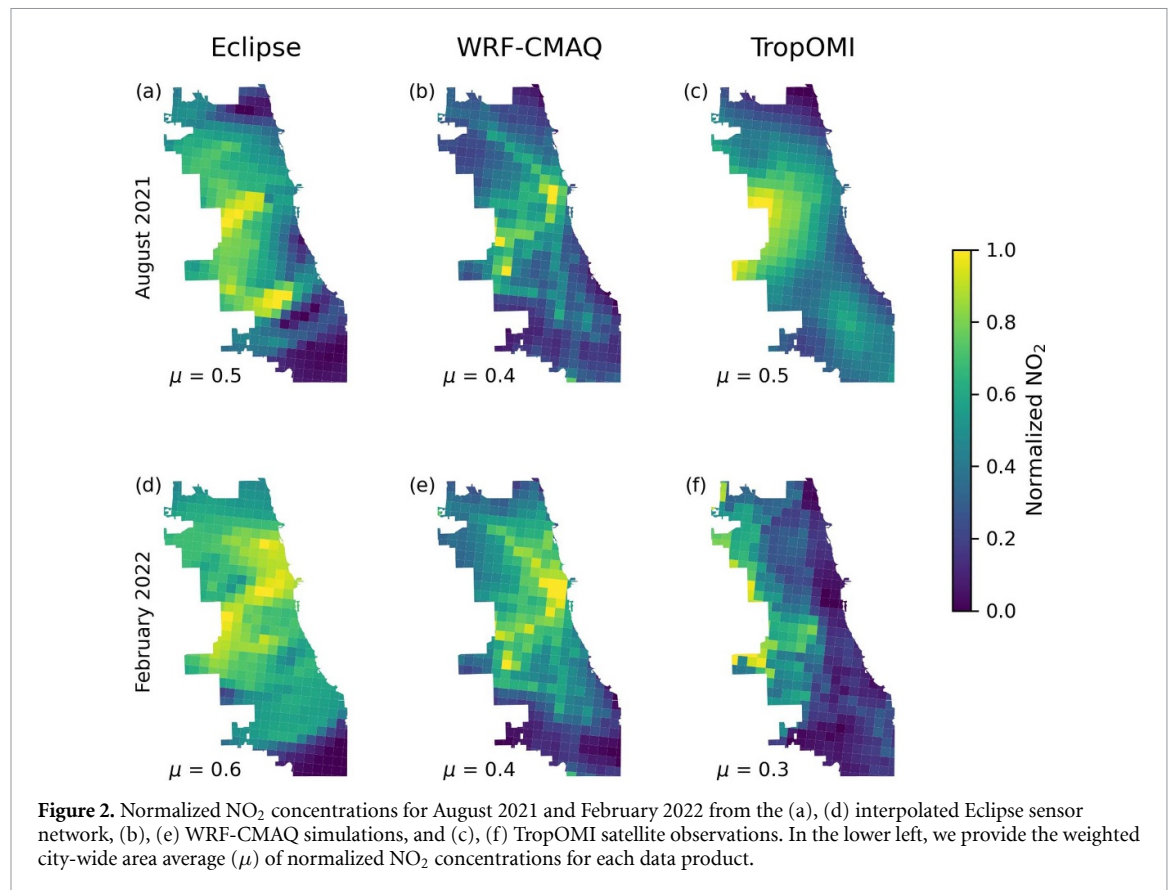 Eclipse WRF-CMAQ TropOMI
(a) (b) (c)
August 2021
μ = 0.5 μ = 0.4 μ = 0.5
1.0
0.8
0.6
0.4
0.2
0.0
Normalized NO₂
(d) (e) (f)
February 2022
μ = 0.6 μ = 0.4 μ = 0.3
Figure 2. Normalized NO₂ concentrations for August 2021 and February 2022 from the (a), (d) interpolated Eclipse sensor
network, (b), (e) WRF-CMAQ simulations, and (c), (f) TropOMI satellite observations. In the lower left, we provide the weighted
city-wide area average (μ) of normalized NO₂ concentrations for each data product.